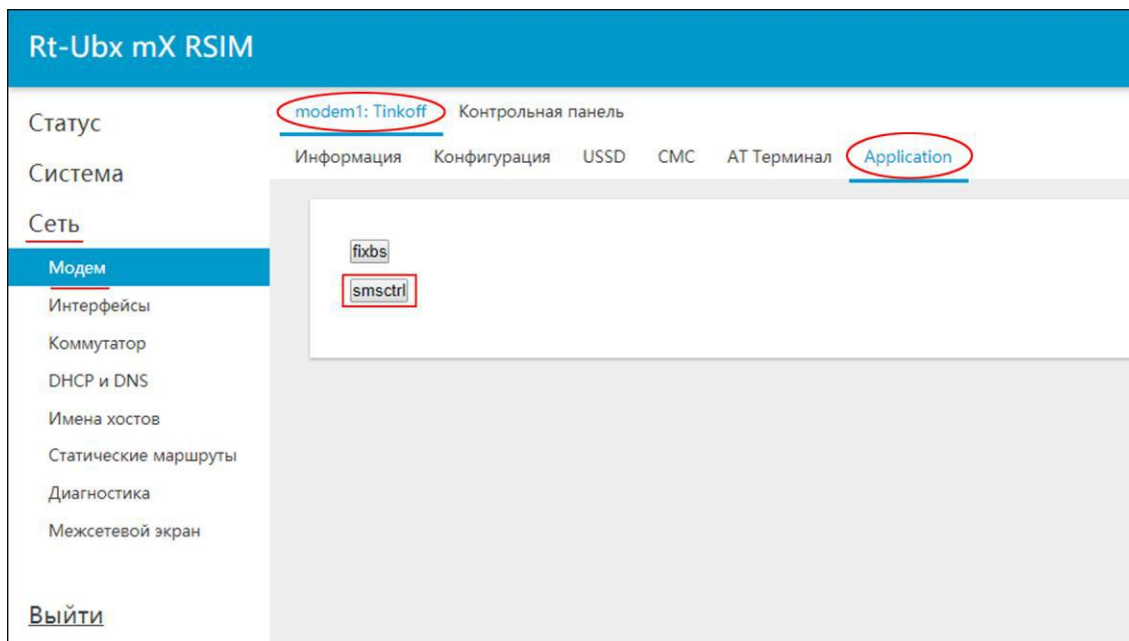 Rt-Ubx mX RSIM
Статус
Система
Сеть
Модем
Интерфейсы
Коммутатор
DHCP и DNS
Имена хостов
Статические маршруты
Диагностика
Межсетевой экран
Выйти
modem1: Tinkoff Контрольная панель
Информация Конфигурация USSD СМС АТ Терминал Application
fixbs
smsctrl